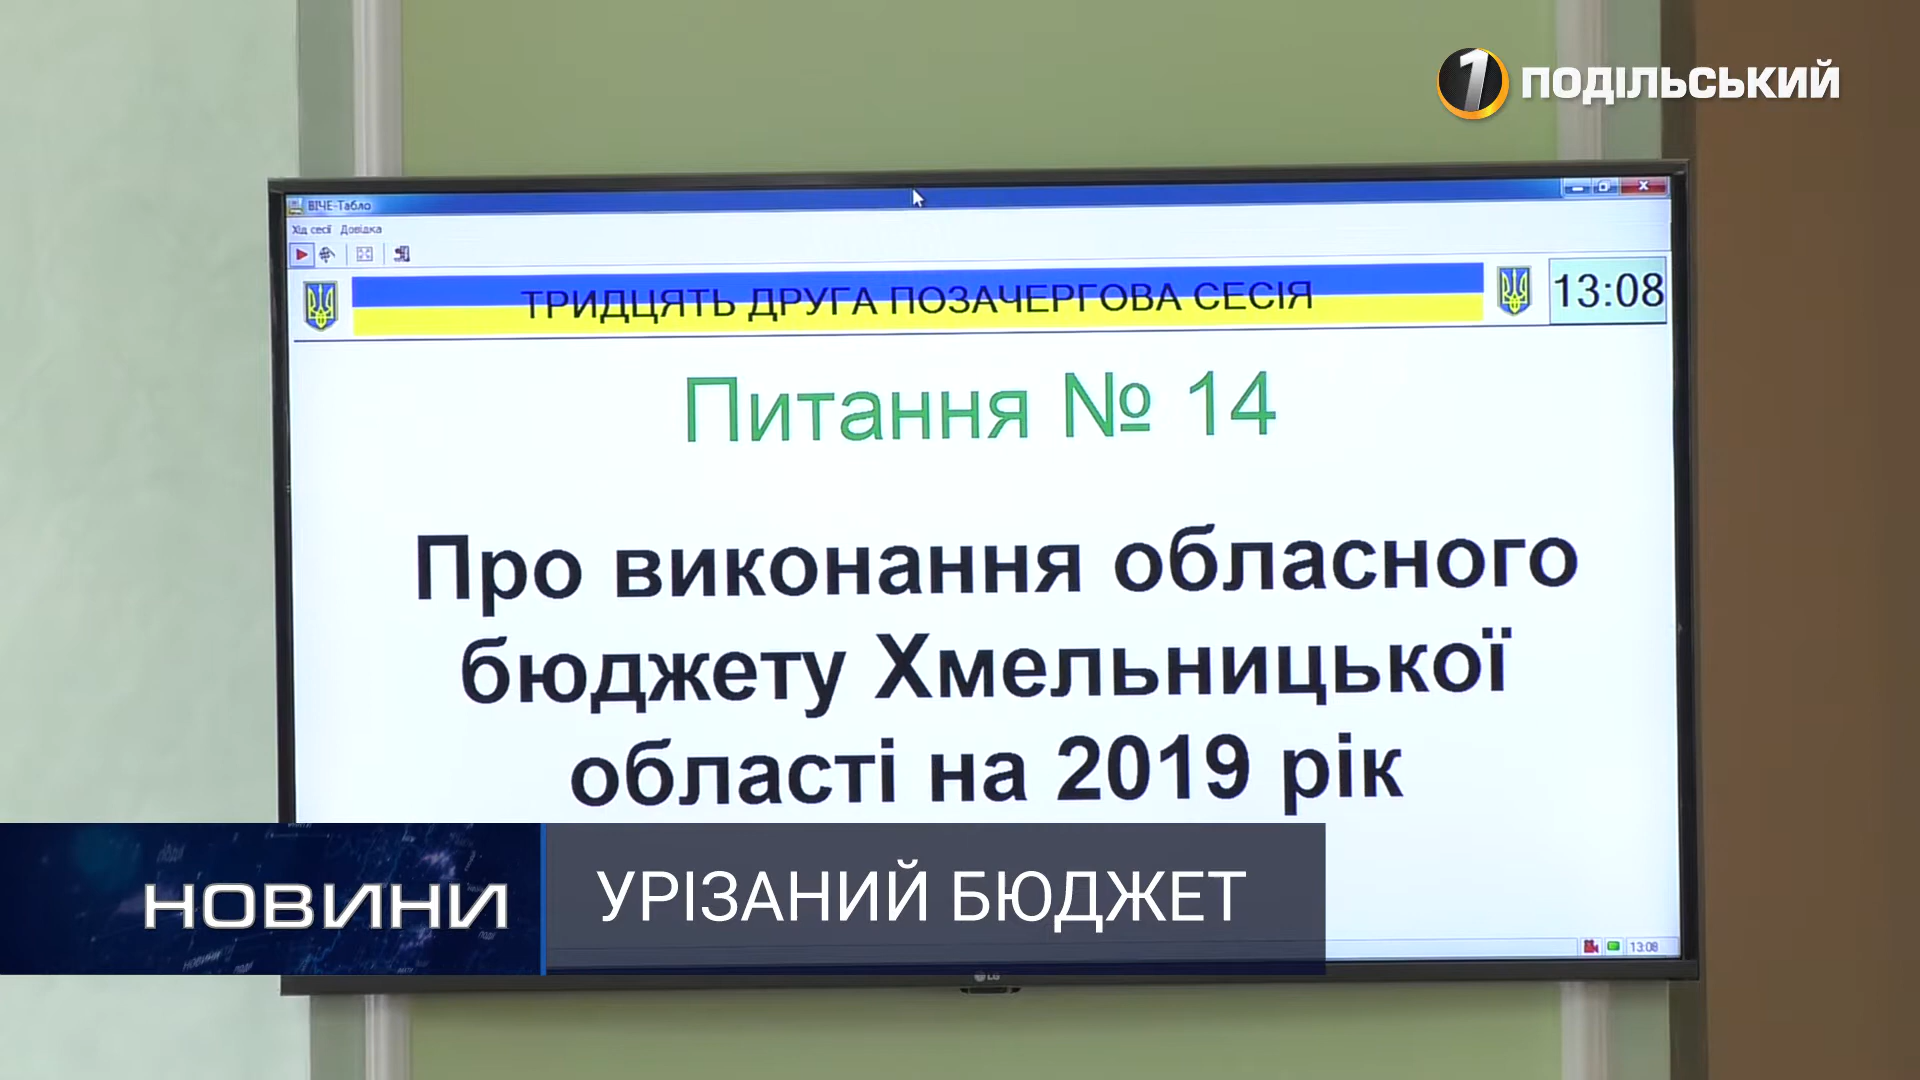 1 ПОДІЛЬСЬКИЙ
ВІЧЕ-Табло
Хід сесії Довідка
ТРИДЦЯТЬ ДРУГА ПОЗАЧЕРГОВА СЕСІЯ
13:08
Питання № 14
Про виконання обласного
бюджету Хмельницької
області на 2019 рік
НОВИНИ
УРІЗАНИЙ БЮДЖЕТ
13:08
LG